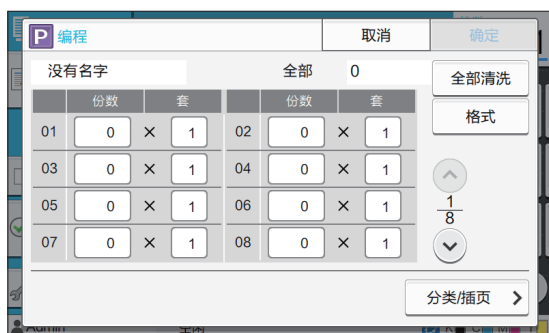 P 编程 取消 确定
没有名字 全部 0 全部清洗
份数 套 份数 套 格式
01 0 × 1 02 0 × 1
03 0 × 1 04 0 × 1
05 0 × 1 06 0 × 1
1
8
07 0 × 1 08 0 × 1
分类/插页
Admin